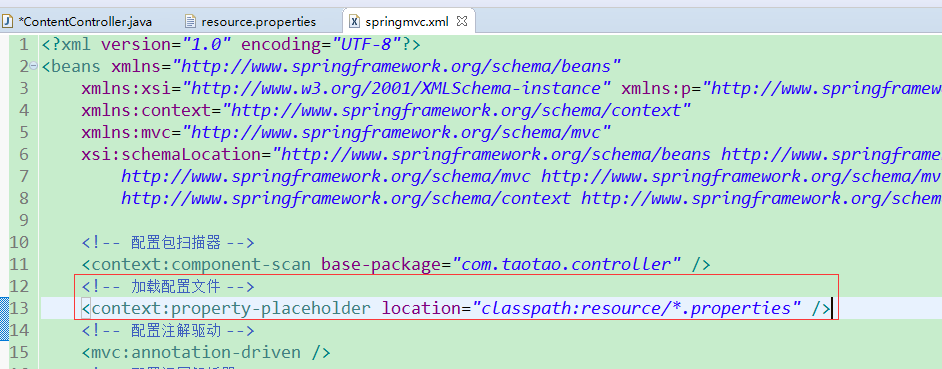 *ContentController.java resource.properties springmvc.xml
1 <?xml version="1.0" encoding="UTF-8"?>
2 <beans xmlns="http://www.springframework.org/schema/beans"
3 xmlns:xsi="http://www.w3.org/2001/XMLSchema-instance" xmlns:p="http://www.springframew
4 xmlns:context="http://www.springframework.org/schema/context"
5 xmlns:mvc="http://www.springframework.org/schema/mvc"
6 xsi:schemaLocation="http://www.springframework.org/schema/beans http://www.springframe
7 http://www.springframework.org/schema/mvc http://www.springframework.org/schema/mv
8 http://www.springframework.org/schema/context http://www.springframework.org/schem
9
10 <!-- 配置包扫描器 -->
11 <context:component-scan base-package="com.taotao.controller" />
12 <!-- 加载配置文件 -->
13 <context:property-placeholder location="classpath:resource/*.properties" />
14 <!-- 配置注解驱动 -->
15 <mvc:annotation-driven />